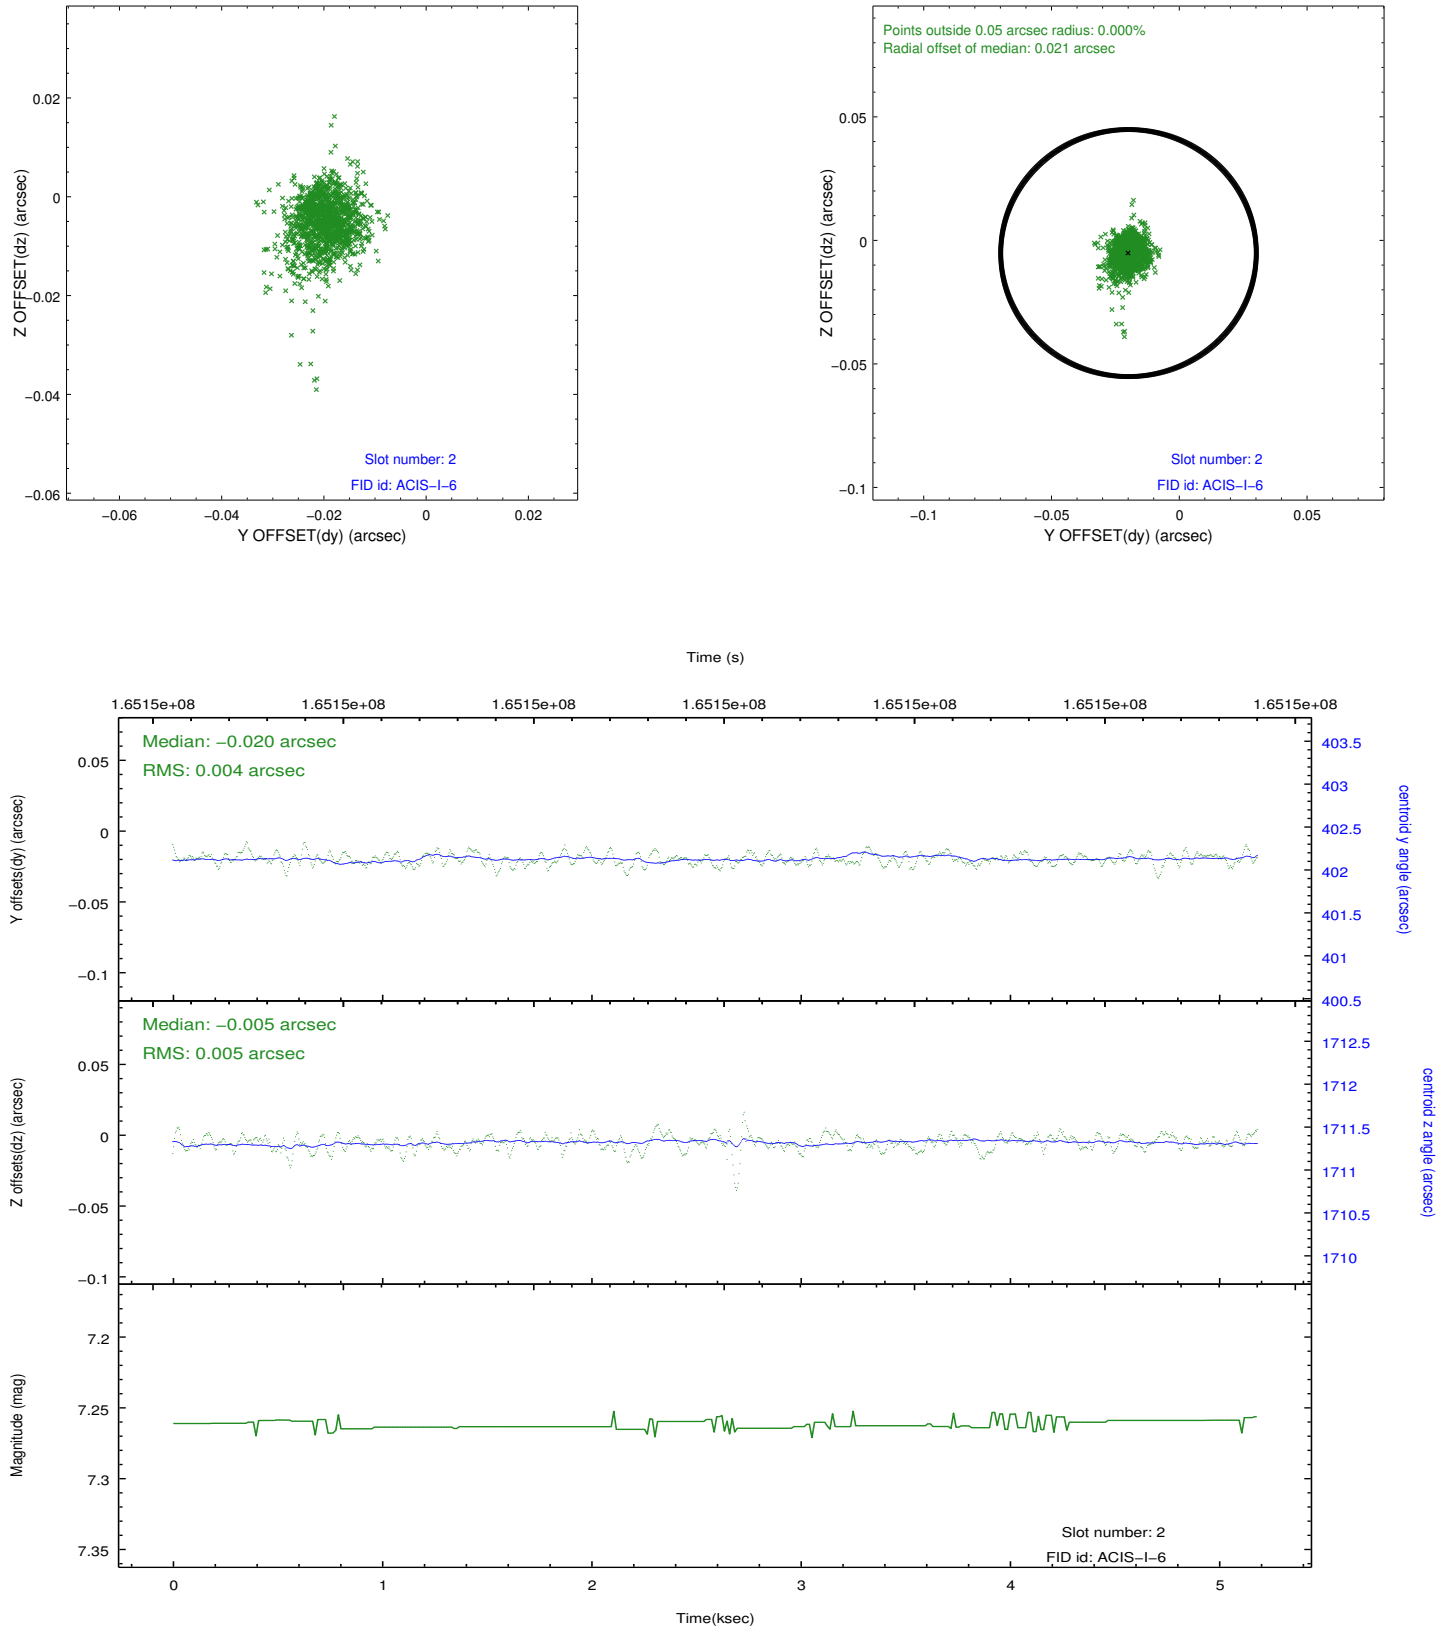 0.02
0
−0.02
−0.04
−0.06
Z OFFSET(dz) (arcsec)
Slot number: 2
FID id: ACIS−I−6
−0.06
−0.04
−0.02
0
0.02
Y OFFSET(dy) (arcsec)
Points outside 0.05 arcsec radius: 0.000%
Radial offset of median: 0.021 arcsec
0.05
0
−0.05
−0.1
Z OFFSET(dz) (arcsec)
Slot number: 2
FID id: ACIS−I−6
−0.1
−0.05
0
0.05
Y OFFSET(dy) (arcsec)
Time (s)
1.6515e+08
1.6515e+08
1.6515e+08
1.6515e+08
1.6515e+08
1.6515e+08
1.6515e+08
Median: −0.020 arcsec
RMS: 0.004 arcsec
0.05
0
−0.05
−0.1
Y offsets(dy) (arcsec)
403.5
403
402.5
402
401.5
401
400.5
centroid y angle (arcsec)
Median: −0.005 arcsec
RMS: 0.005 arcsec
0.05
0
−0.05
−0.1
Z offsets(dz) (arcsec)
1712.5
1712
1711.5
1711
1710.5
1710
centroid z angle (arcsec)
7.2
7.25
7.3
7.35
Magnitude (mag)
Slot number: 2
FID id: ACIS−I−6
0
1
2
3
4
5
Time(ksec)